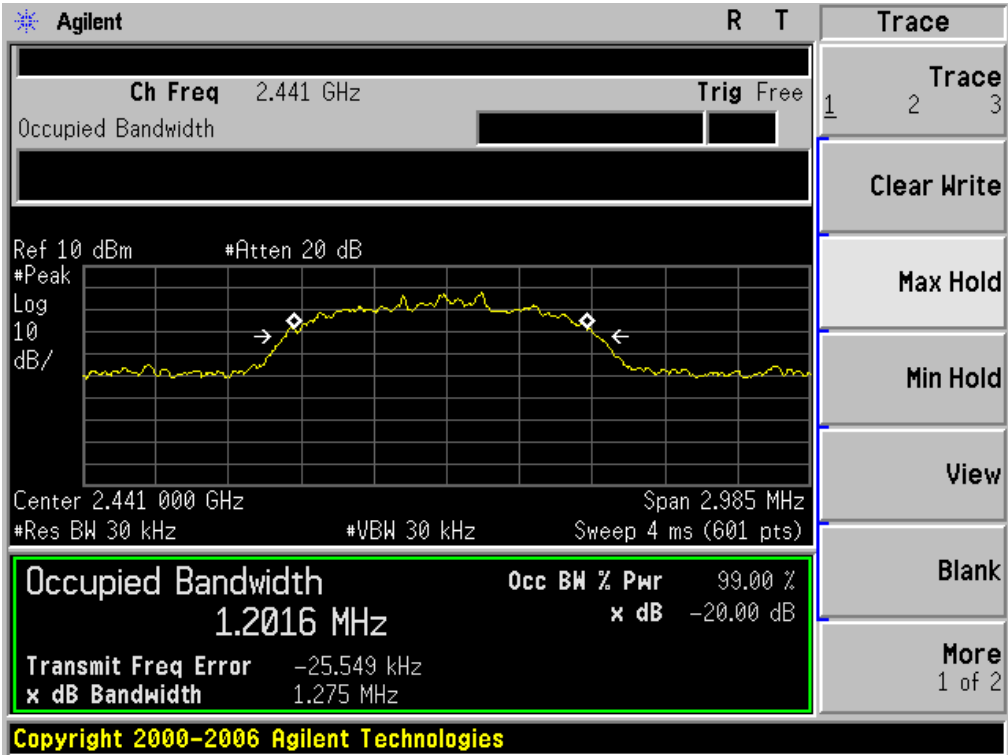 Agilent R T Trace
Ch Freq 2.441 GHz Trig Free
Occupied Bandwidth
Trace
1 2 3
Clear Write
Max Hold
Min Hold
View
Blank
More
1 of 2
Ref 10 dBm #Atten 20 dB
#Peak
Log
10
dB/
Center 2.441 000 GHz Span 2.985 MHz
#Res BW 30 kHz #VBW 30 kHz Sweep 4 ms (601 pts)
Occupied Bandwidth Occ BW % Pwr 99.00 %
1.2016 MHz x dB -20.00 dB
Transmit Freq Error -25.549 kHz
x dB Bandwidth 1.275 MHz
Copyright 2000-2006 Agilent Technologies